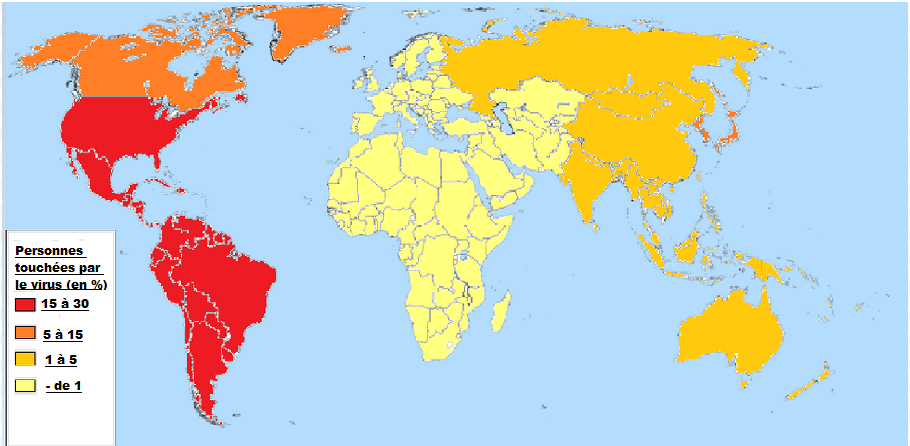 Personnes
touchées par
le virus (en %)
15 à 30
5 à 15
1 à 5
- de 1